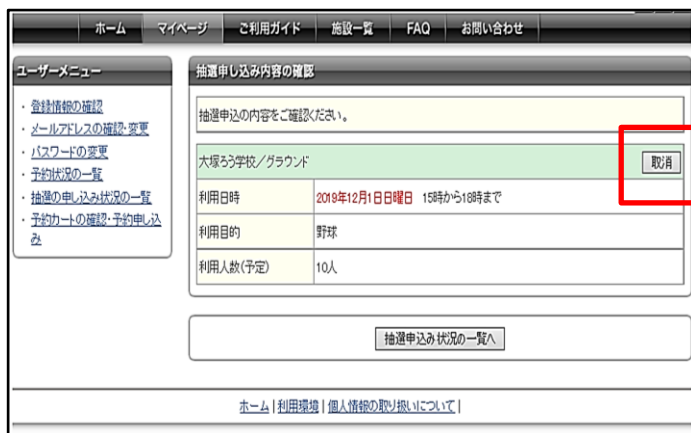 ホーム マイページ ご利用ガイド 施設一覧 FAQ お問い合わせ
ユーザーメニュー
・ 登録情報の確認
・ メールアドレスの確認・変更
・ パスワードの変更
・ 予約状況の一覧
・ 抽選の申し込み状況の一覧
・ 予約カートの確認・予約申し込
み
抽選申し込み内容の確認
抽選申込の内容をご確認ください。
大塚ろう学校／グラウンド 取消
利用日時 2019年12月1日日曜日 15時から18時まで
利用目的 野球
利用人数(予定) 10人
抽選申込み状況の一覧へ
ホーム | 利用環境 | 個人情報の取り扱いについて |